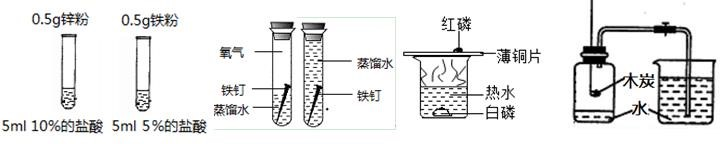 0.5g锌粉
0.5g铁粉
5ml 10%的盐酸
5ml 5%的盐酸
氧气
铁钉
蒸馏水
蒸馏水
铁钉
红磷
薄铜片
热水
白磷
木炭
水